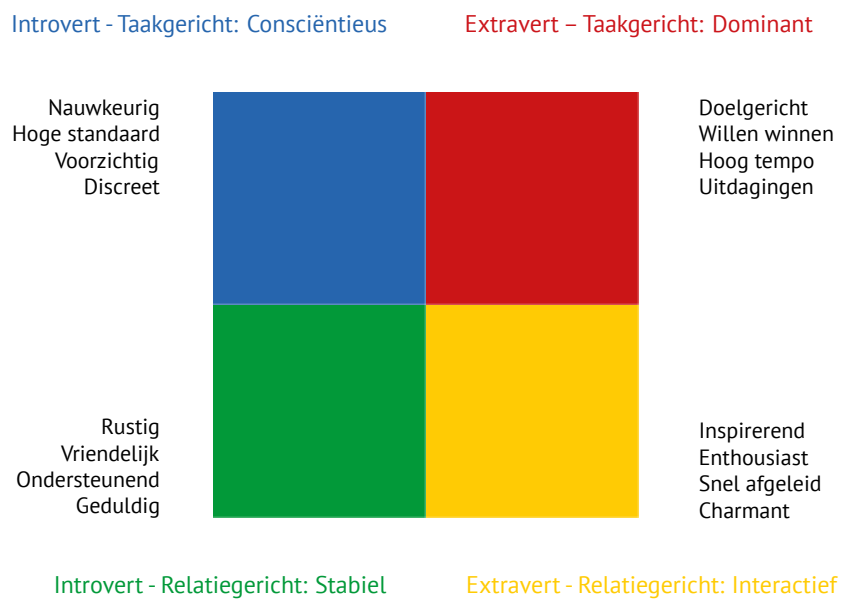 Introvert - Taakgericht: Consciëntieus
Extravert – Taakgericht: Dominant
Nauwkeurig
Hoge standaard
Voorzichtig
Discreet
Doelgericht
Willen winnen
Hoog tempo
Uitdagingen
Rustig
Vriendelijk
Ondersteunend
Geduldig
Inspirerend
Enthousiast
Snel afgeleid
Charmant
Introvert - Relatiegericht: Stabiel
Extravert - Relatiegericht: Interactief